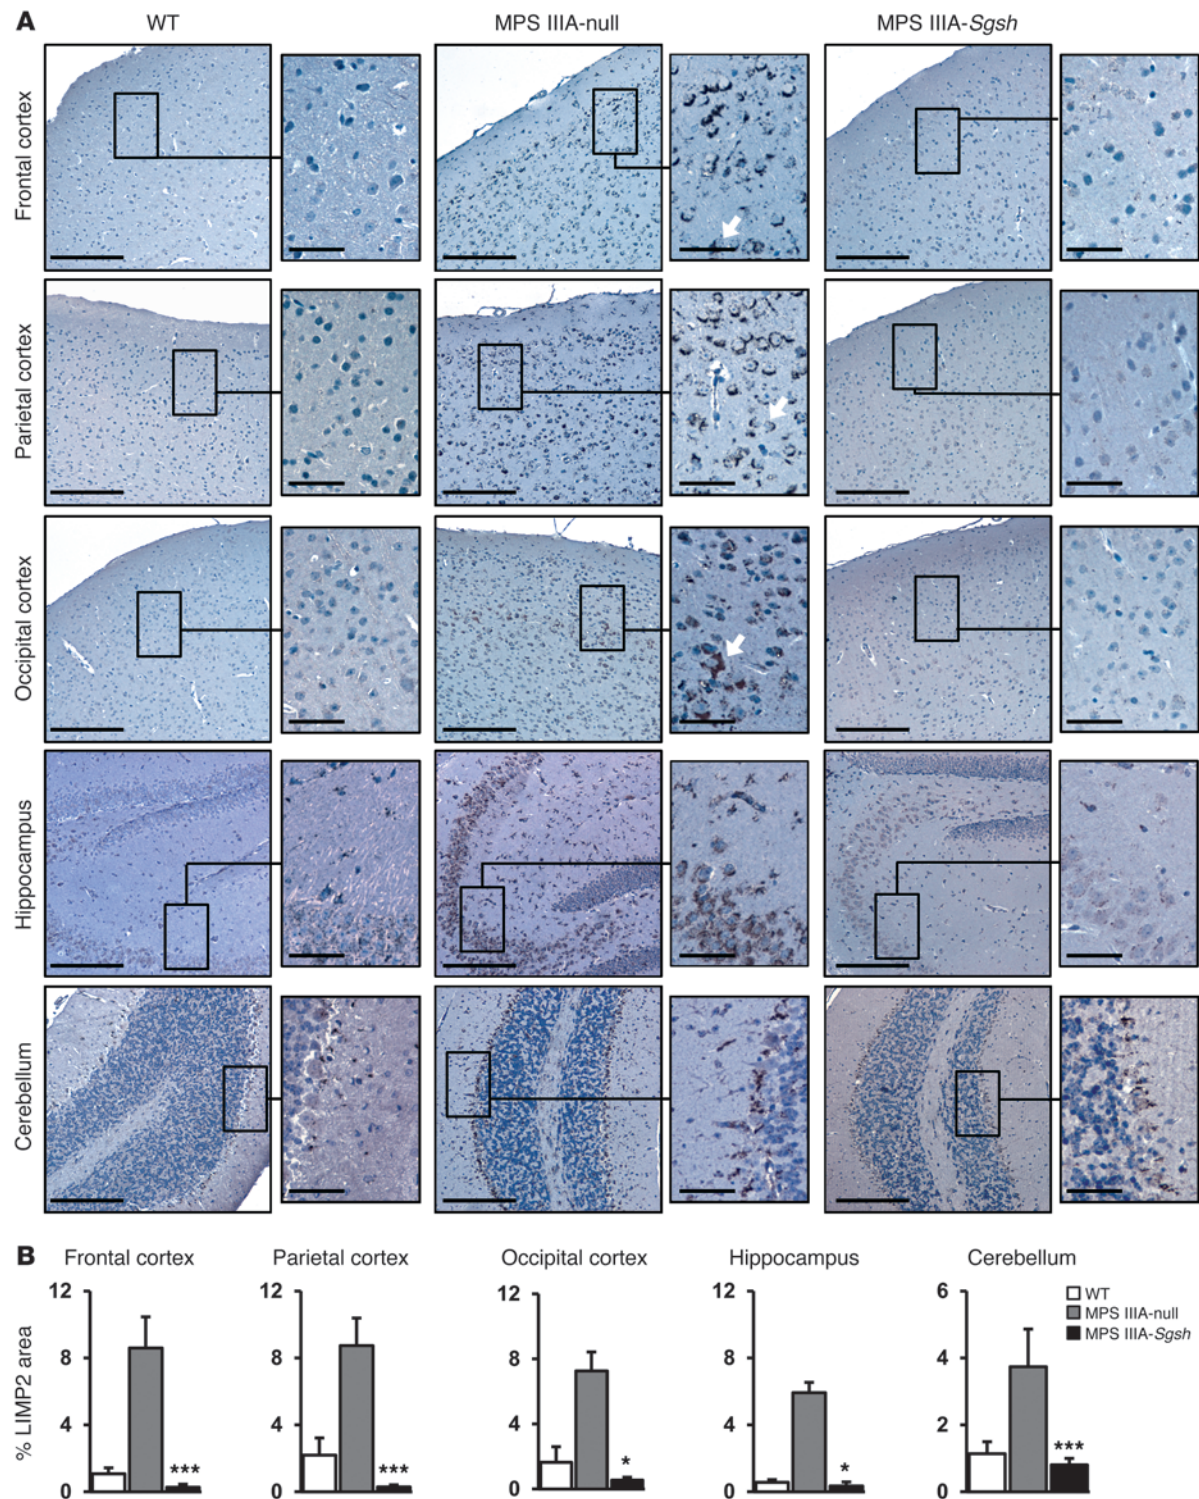 A
WT
MPS IIIA-null
MPS IIIA-Sgsh
Frontal cortex
Parietal cortex
Occipital cortex
Hippocampus
Cerebellum
B
Frontal cortex
Parietal cortex
Occipital cortex
Hippocampus
Cerebellum
% LIMP2 area
12
8
4
0
***
12
8
4
0
***
12
8
4
0
*
12
8
4
0
*
6
4
2
0
***
WT
MPS IIIA-null
MPS IIIA-Sgsh